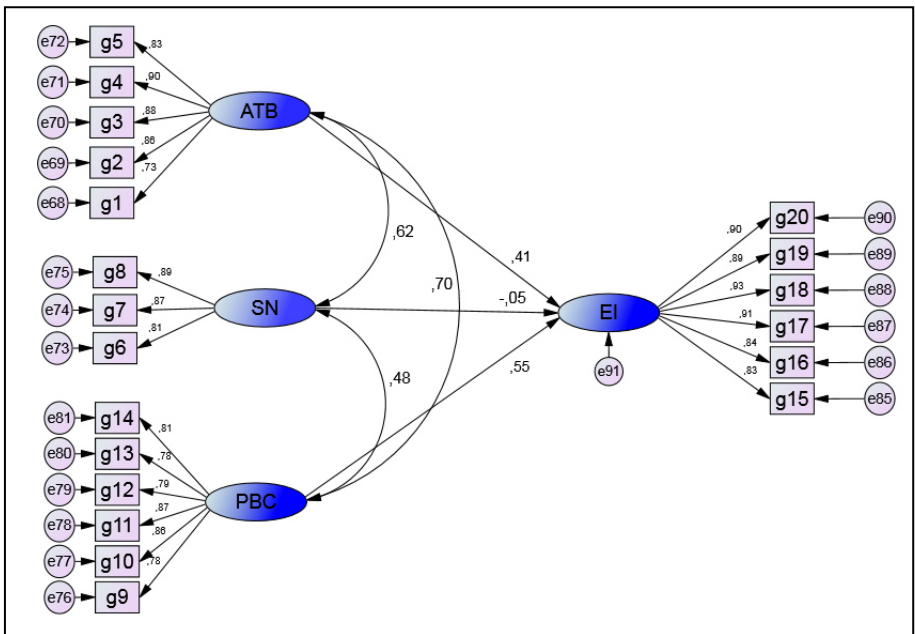 e72 g5 ,83
e71 g4 ,90
e70 g3 ,88
e69 g2 ,86
e68 g1 ,73
ATB
e75 g8 ,89
e74 g7 ,87
e73 g6 ,81
SN
e81 g14 ,81
e80 g13 ,78
e79 g12 ,79
e78 g11 ,87
e77 g10 ,86
e76 g9 ,78
PBC
,62
,70
,48
,41
-,05
,55
EI
e91
,90 g20 e90
,89 g19 e89
,93 g18 e88
,91 g17 e87
,84 g16 e86
,83 g15 e85